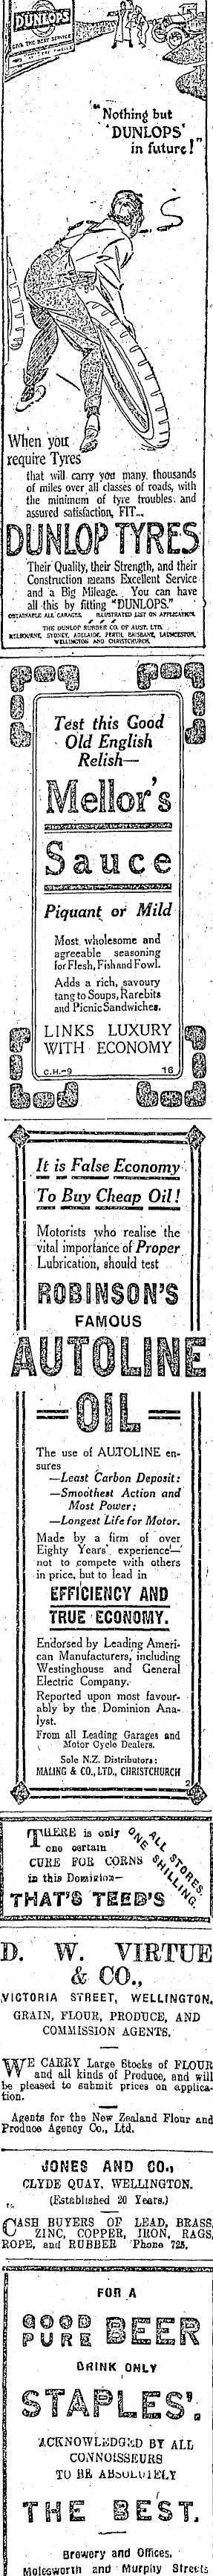 DUNLOPS
"Nothing but
'DUNLOPS'
in future!"
When you
require Tyres
that will carry you many thousands
of miles over all classes of roads, with
the minimum of tyre troubles and
assured satisfaction, FIT...
DUNLOP TYRES
Their Quality, their Strength, and their
Construction means Excellent Service
and a Big Mileage. You can have
all this by fitting "DUNLOPS."
OBTAINABLE ALL GARAGES. ILLUSTRATED LIST ON APPLICATION.
THE DUNLOP RUBBER CO. OF AUST. LTD.
MELBOURNE, SYDNEY, ADELAIDE, PERTH, BRISBANE, LAUNCESTON,
WELLINGTON AND CHRISTCHURCH.
Test this Good
Old English
Relish—
Mellor's
Sauce
Piquant or Mild
Most wholesome and
agreeable seasoning
for Flesh, Fish and Fowl.
Adds a rich, savoury
tang to Soups, Rarebits
and Picnic Sandwiches.
LINKS LUXURY
WITH ECONOMY
C.H.-9 16
It is False Economy
To Buy Cheap Oil!
Motorists who realise the
vital importance of Proper
Lubrication, should test
ROBINSON'S
FAMOUS
AUTOLINE
OIL
The use of AUTOLINE en-
sures
—Least Carbon Deposit:
—Smoothest Action and
Most Power;
—Longest Life for Motor.
Made by a firm of over
Eighty Years' experience—
not to compete with others
in price, but to lead in
EFFICIENCY AND
TRUE ECONOMY.
Endorsed by Leading Ameri-
can Manufacturers, including
Westinghouse and General
Electric Company.
Reported upon most favour-
ably by the Dominion Ana-
lyst.
From all Leading Garages and
Motor Cycle Dealers.
Sole N.Z. Distributors:
MALING & CO., LTD., CHRISTCHURCH
2
THERE is only
one certain
CURE FOR CORNS
in this Dominion—
THAT'S TEED'S
ALL STORES.
ONE SHILLING.
D. W. VIRTUE
& CO.,
VICTORIA STREET, WELLINGTON.
GRAIN, FLOUR, PRODUCE, AND
COMMISSION AGENTS.
WE CARRY Large Stocks of FLOUR
and all kinds of Produce, and will
be pleased to submit prices on applica-
tion.
Agents for the New Zealand Flour and
Produce Agency Co., Ltd.
JONES AND CO.,
CLYDE QUAY, WELLINGTON.
(Established 20 Years.)
CASH BUYERS OF LEAD, BRASS,
ZINC, COPPER, IRON, RAGS,
ROPE, and RUBBER 'Phone 725.
FOR A
GOOD
PURE BEER
DRINK ONLY
STAPLES'.
ACKNOWLEDGED BY ALL
CONNOISSEURS
TO BE ABSOLUTELY
THE BEST.
Brewery and Offices,
Molesworth and Murphy Streets